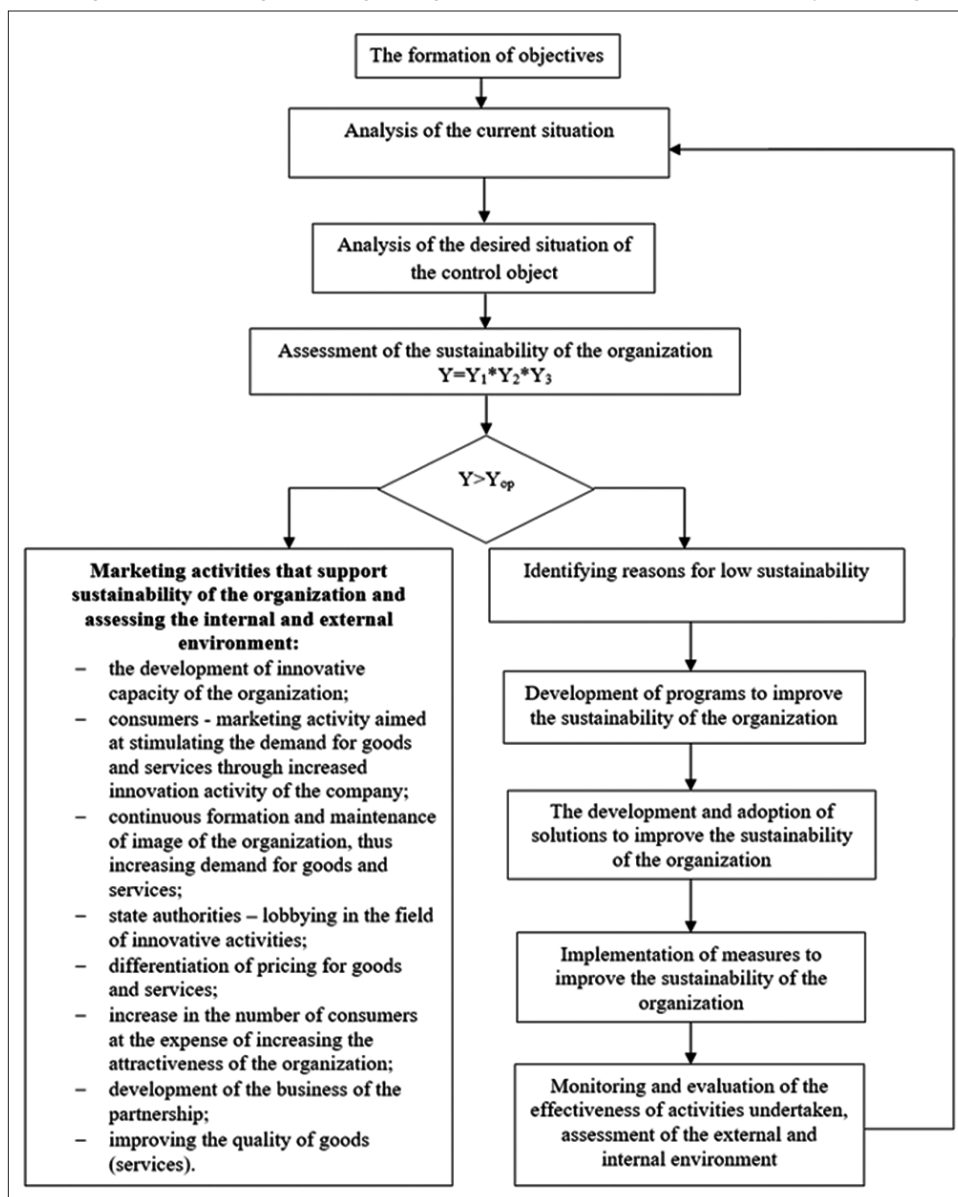 The formation of objectives
Analysis of the current situation
Analysis of the desired situation of
the control object
Assessment of the sustainability of the organization
Y=Y₁*Y₂*Y₃
Y>Yср
Marketing activities that support
sustainability of the organization and
assessing the internal and external
environment:
– the development of innovative
capacity of the organization;
– consumers - marketing activity aimed
at stimulating the demand for goods
and services through increased
innovation activity of the company;
– continuous formation and maintenance
of image of the organization, thus
increasing demand for goods and
services;
– state authorities – lobbying in the field
of innovative activities;
– differentiation of pricing for goods
and services;
– increase in the number of consumers
at the expense of increasing the
attractiveness of the organization;
– development of the business of the
partnership;
– improving the quality of goods
(services).
Identifying reasons for low sustainability
Development of programs to improve
the sustainability of the organization
The development and adoption of
solutions to improve the sustainability
of the organization
Implementation of measures to
improve the sustainability of the
organization
Monitoring and evaluation of the
effectiveness of activities undertaken,
assessment of the external and
internal environment